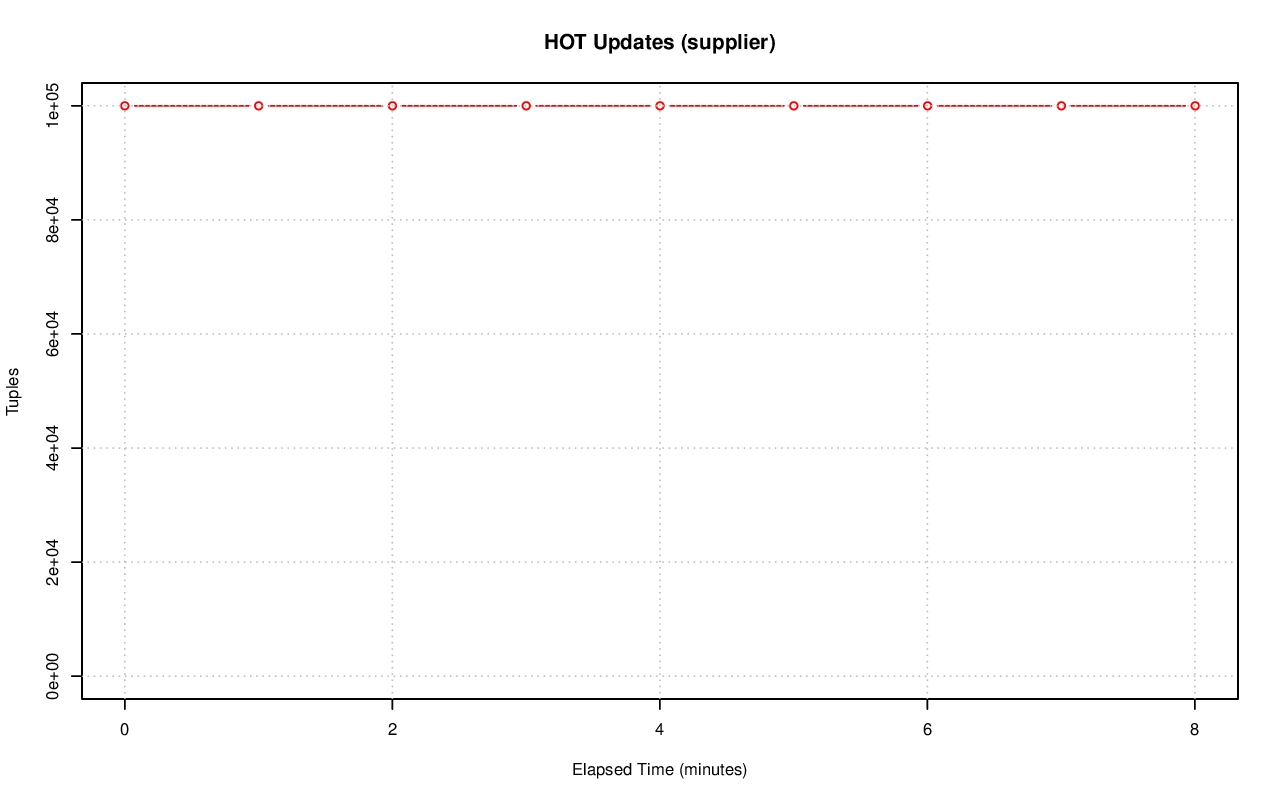 HOT Updates (supplier)
1e+05
8e+04
6e+04
4e+04
2e+04
0e+00
Tuples
0 2 4 6 8
Elapsed Time (minutes)